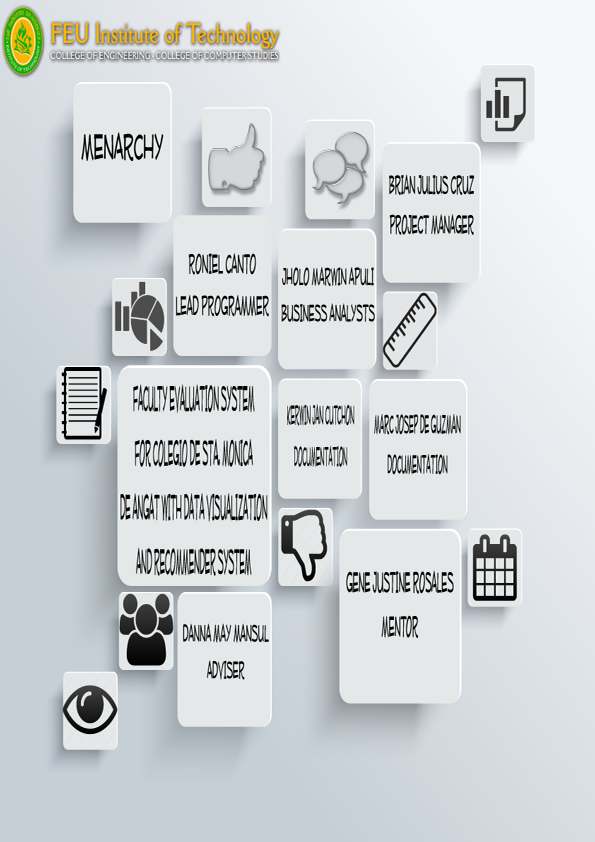 FEU Institute of Technology
COLLEGE OF ENGINEERING · COLLEGE OF COMPUTER STUDIES
MENARCHY
BRIAN JULIUS CRUZ
PROJECT MANAGER
RONIEL CANTO
LEAD PROGRAMMER
JHOLO MARWIN APULI
BUSINESS ANALYSTS
FACULTY EVALUATION SYSTEM
FOR COLEGIO DE STA. MONICA
DE ANGAT WITH DATA VISUALIZATION
AND RECOMMENDER SYSTEM
KERWIN JAN CUTCHON
DOCUMENTATION
MARC JOSEP DE GUZMAN
DOCUMENTATION
GENE JUSTINE ROSALES
MENTOR
DANNA MAY MANSUL
ADVISER